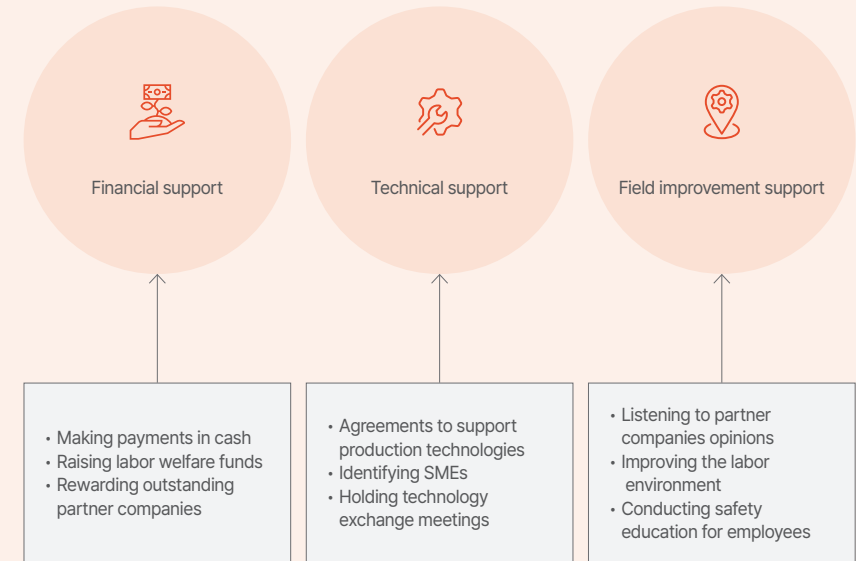 Financial support
Technical support
Field improvement support
• Making payments in cash
• Raising labor welfare funds
• Rewarding outstanding
partner companies
• Agreements to support
production technologies
• Identifying SMEs
• Holding technology
exchange meetings
• Listening to partner
companies opinions
• Improving the labor
environment
• Conducting safety
education for employees